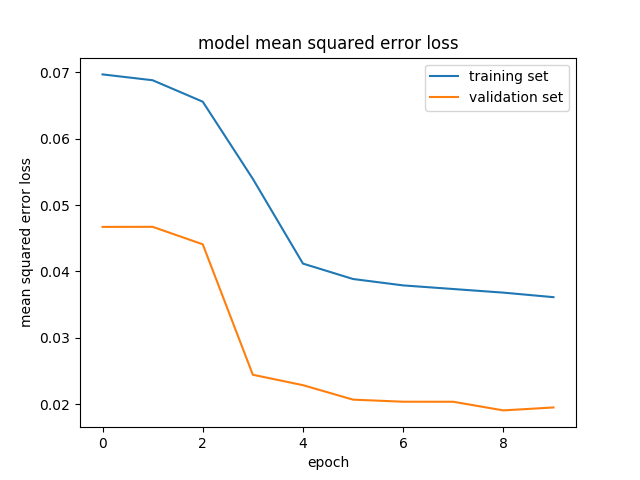 model mean squared error loss
training set
validation set
0.07
0.06
0.05
0.04
0.03
0.02
mean squared error loss
0 2 4 6 8
epoch